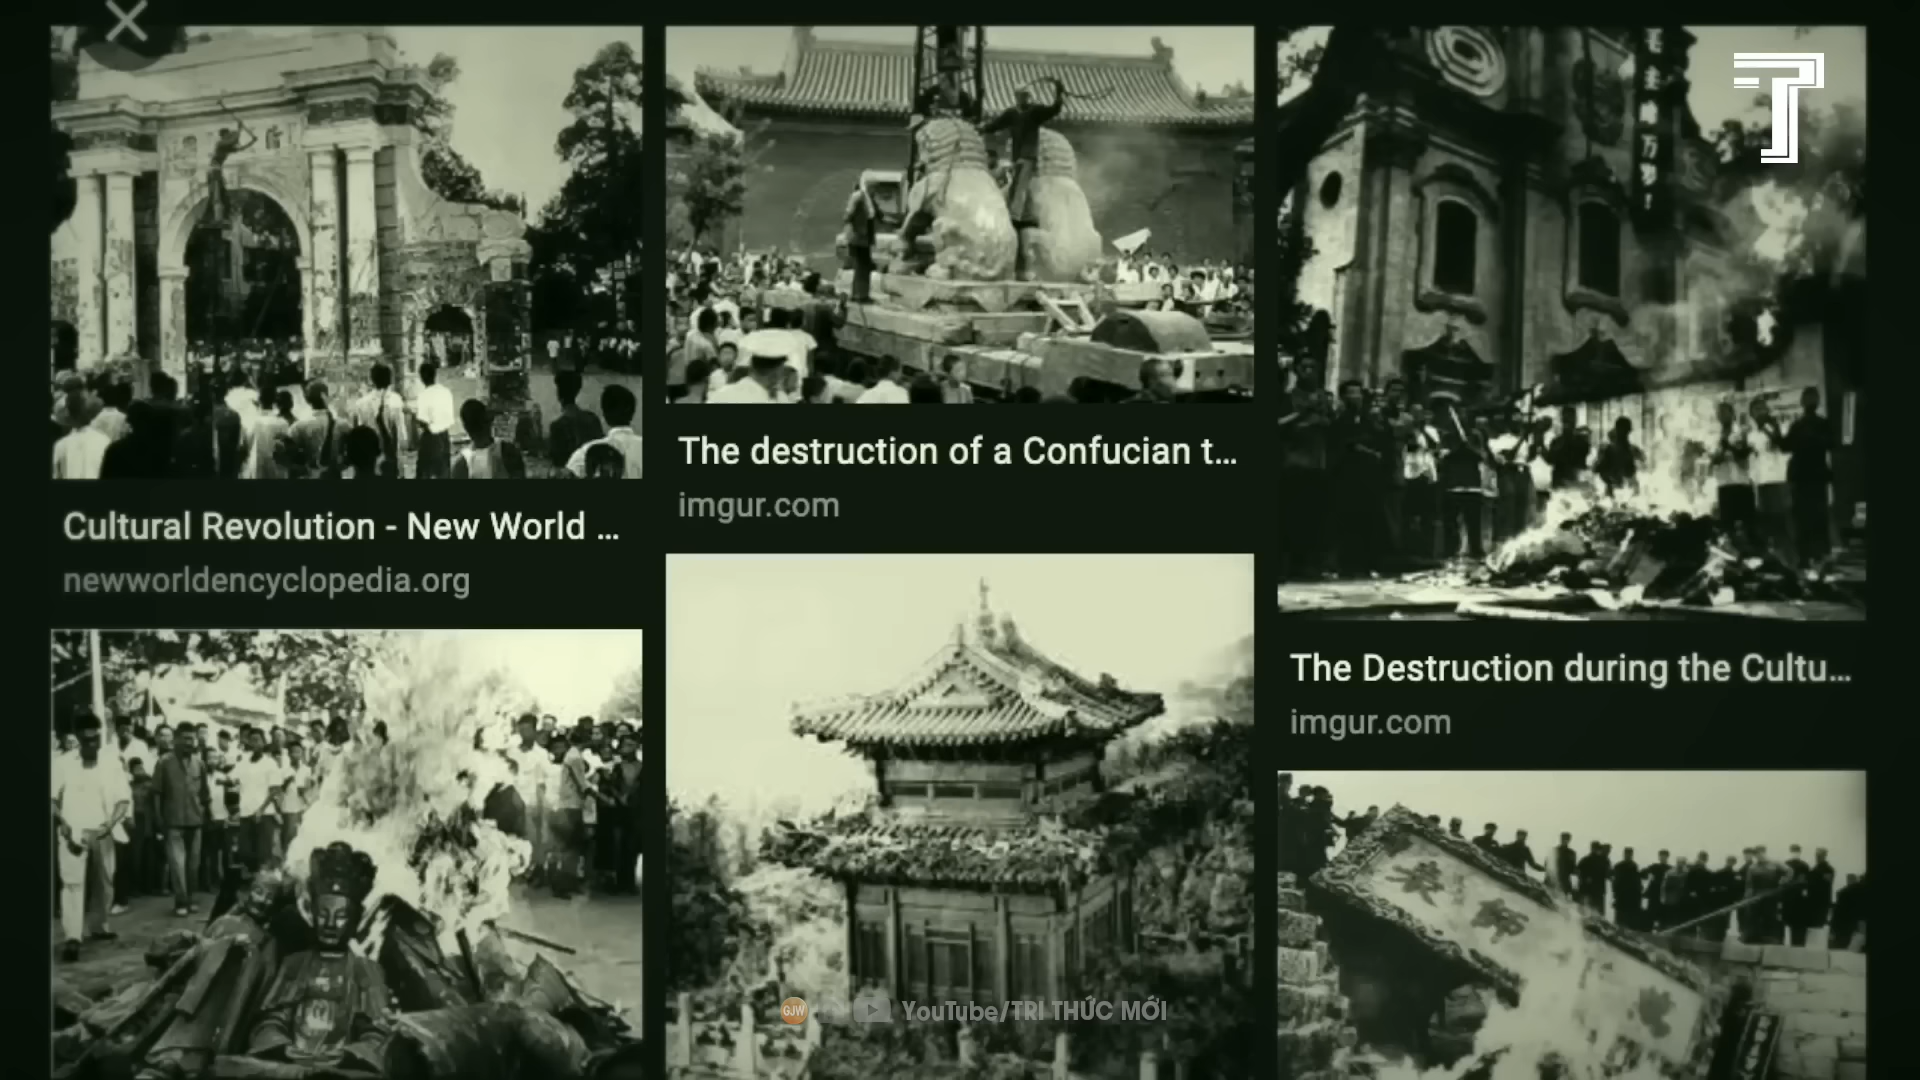 Cultural Revolution - New World ...
newworldencyclopedia.org
The destruction of a Confucian t...
imgur.com
The Destruction during the Cultu...
imgur.com
GJW
YouTube/TRI THỨC MỚI